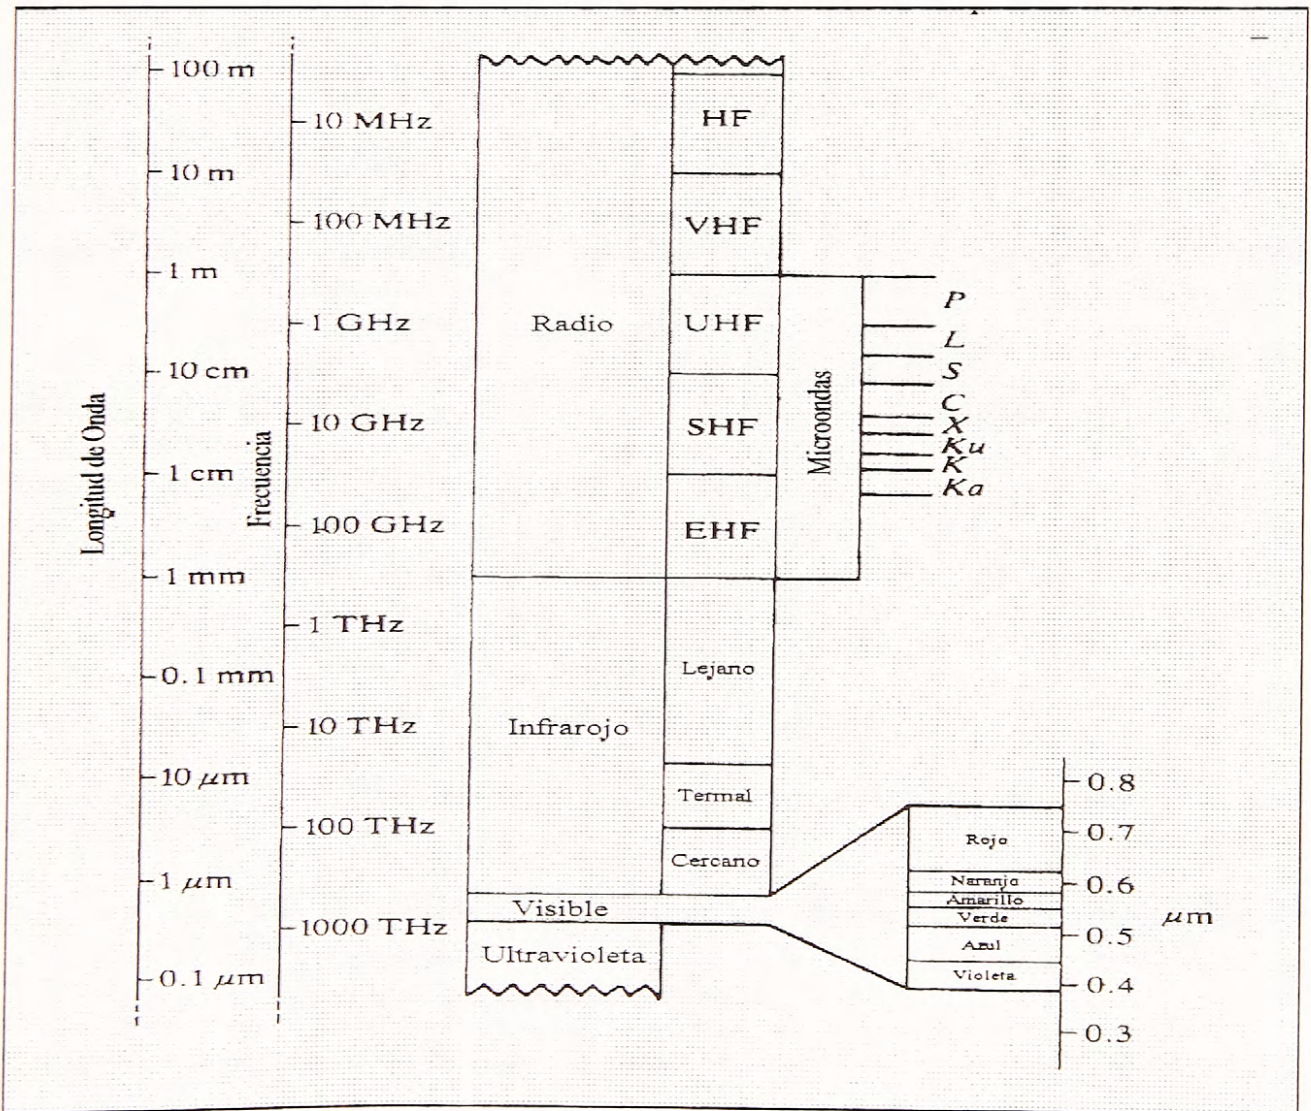 Longitud de Onda
100 m
10 m
1 m
10 cm
1 cm
1 mm
0.1 mm
10 μm
1 μm
0.1 μm
Frecuencia
10 MHz
100 MHz
1 GHz
10 GHz
100 GHz
1 THz
10 THz
100 THz
1000 THz
Radio
Infrarojo
Visible
Ultravioleta
HF
VHF
UHF
SHF
EHF
Lejano
Termal
Cercano
Microondas
P
L
S
C
X
Ku
K
Ka
Rojo
Naranja
Amarillo
Verde
Azul
Violeta
0.8
0.7
0.6
0.5
0.4
0.3
μm